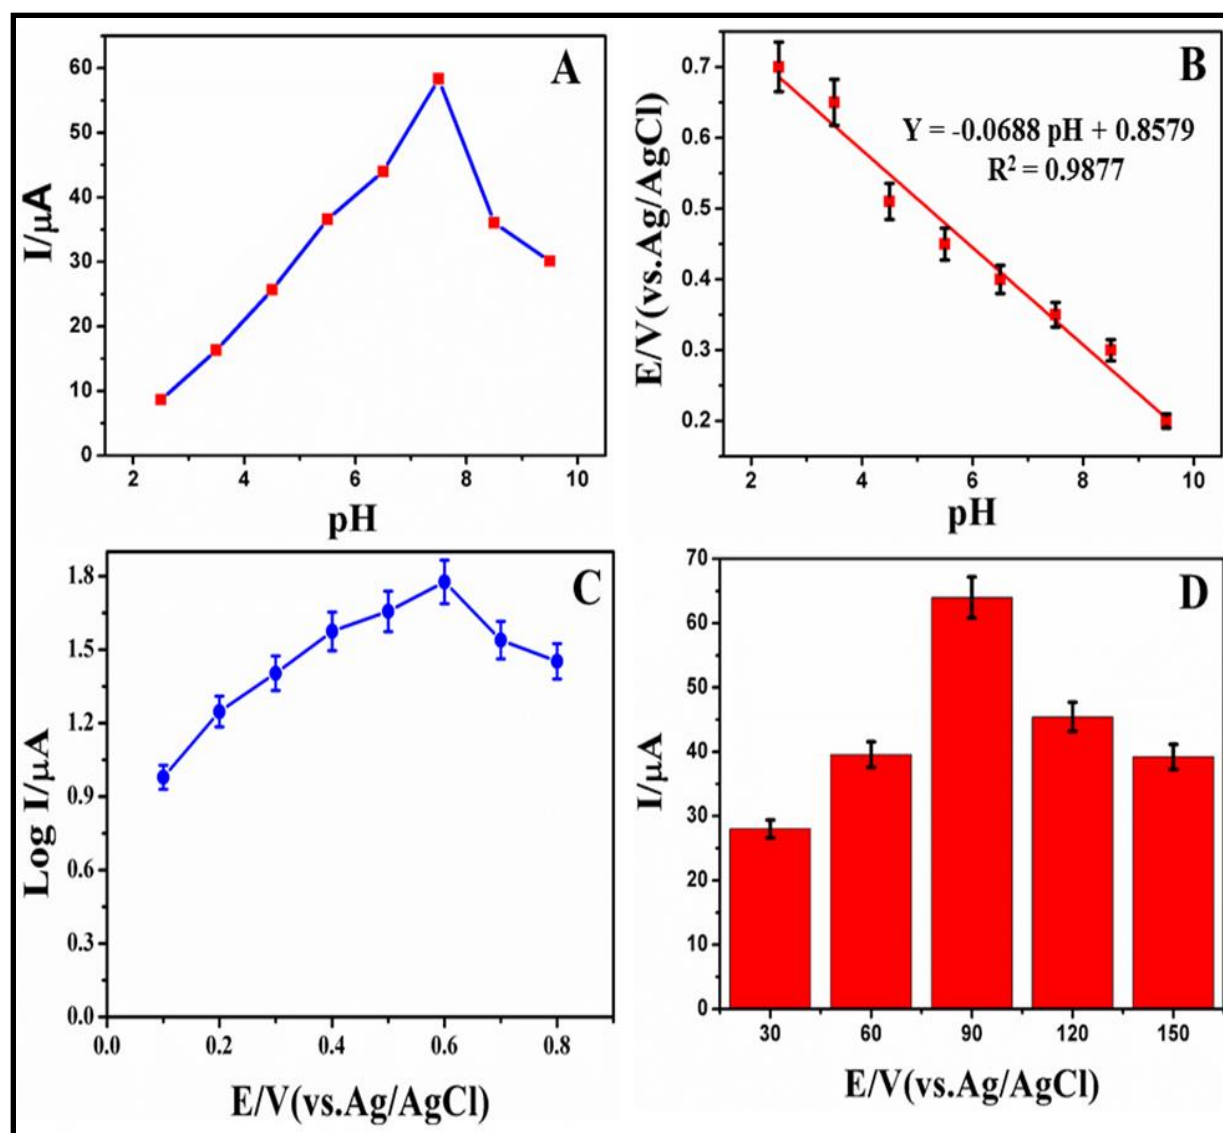 A
I/μA
60
50
40
30
20
10
0
2 4 6 8 10
pH
B
E/V(vs.Ag/AgCl)
0.7
0.6
0.5
0.4
0.3
0.2
Y = -0.0688 pH + 0.8579
R² = 0.9877
2 4 6 8 10
pH
C
Log I/μA
1.8
1.5
1.2
0.9
0.6
0.3
0.0
0.0 0.2 0.4 0.6 0.8
E/V(vs.Ag/AgCl)
D
I/μA
70
60
50
40
30
20
10
0
30 60 90 120 150
E/V(vs.Ag/AgCl)